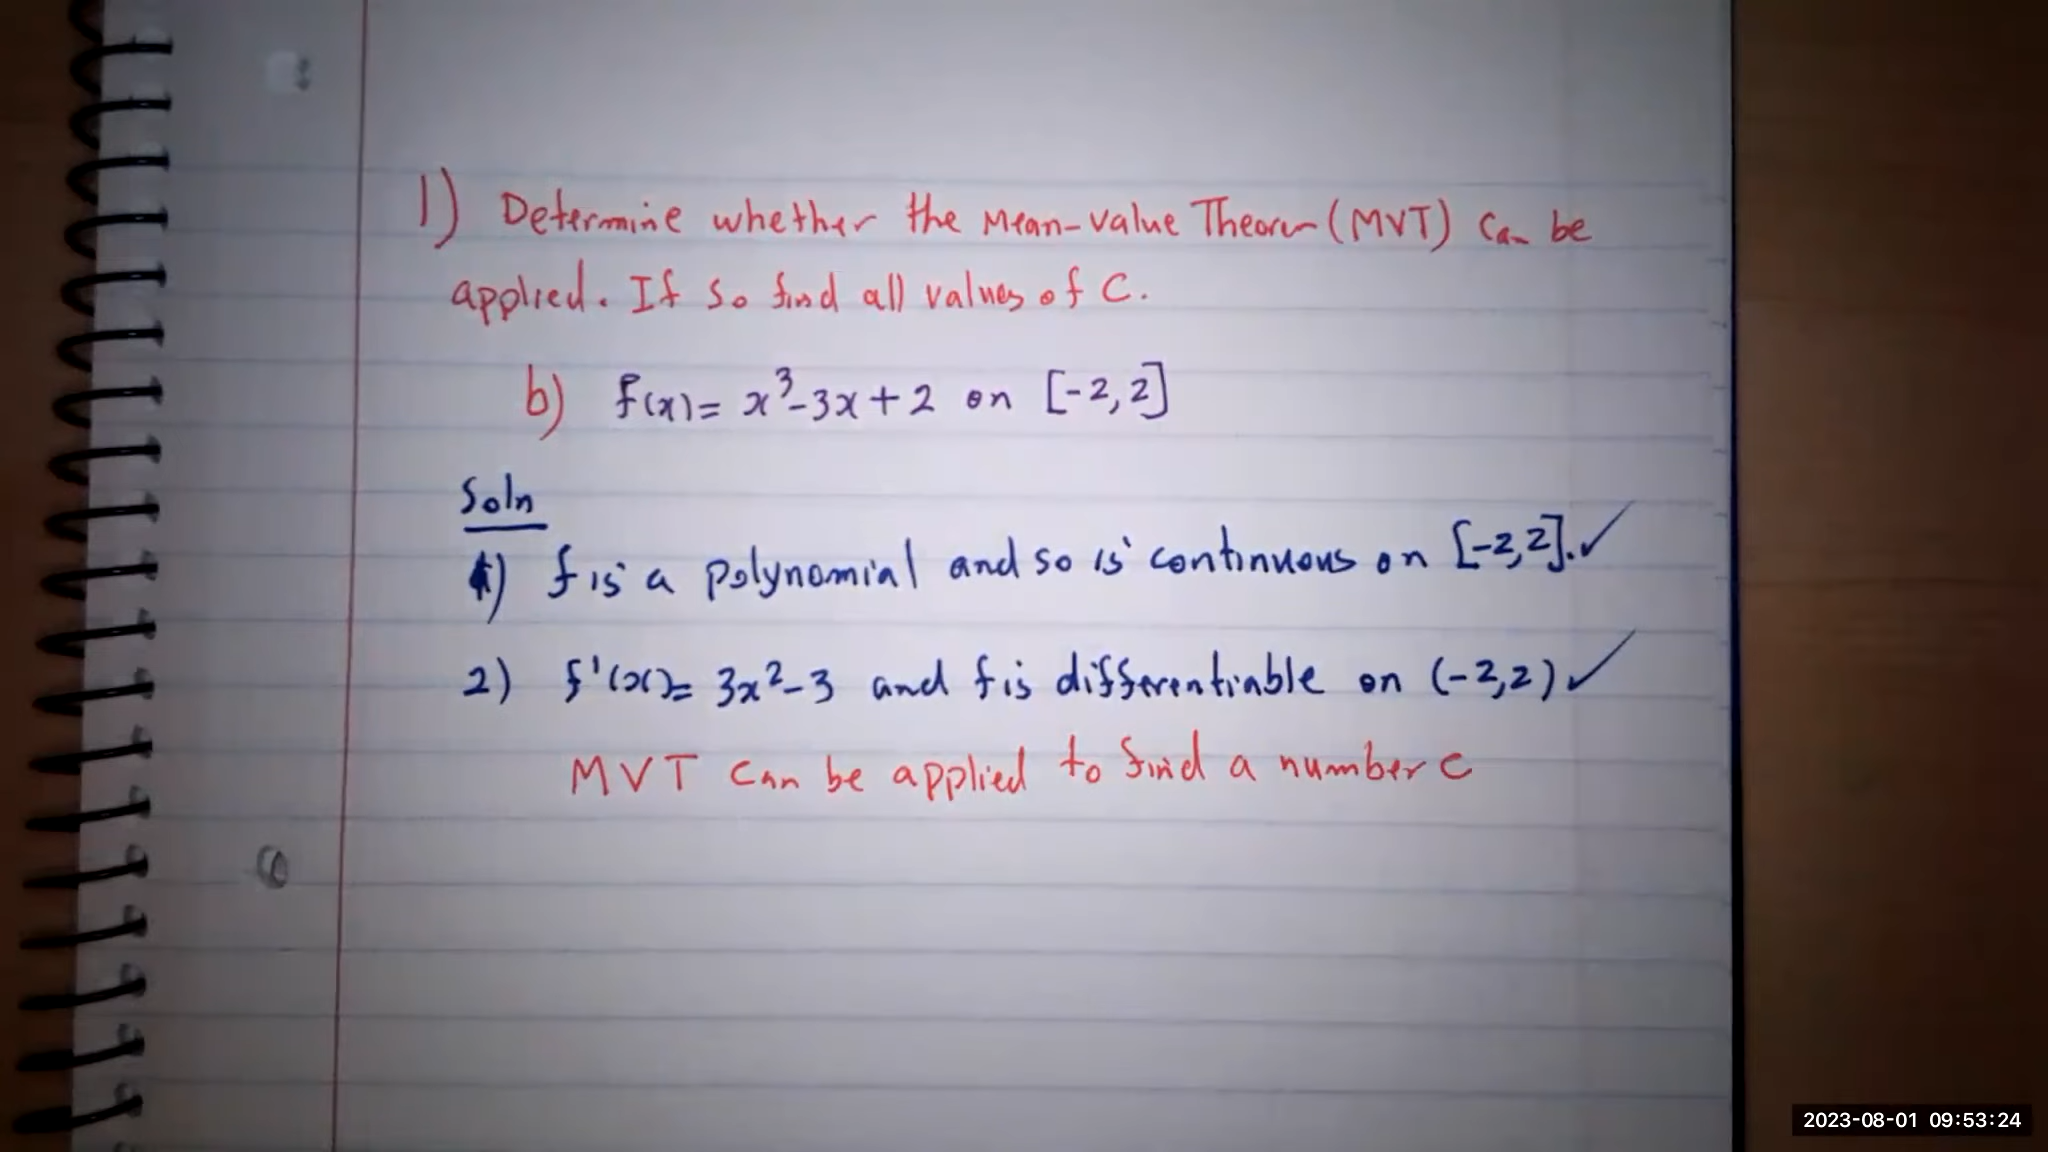 1) Determine whether the Mean-Value Theorem (MVT) can be
applied. If so find all values of C.
b) f(x)= x³-3x+2 on [-2,2]
Soln
1) f is a polynomial and so is continuous on [-2,2].✓
2) f'(x)= 3x²-3 and f is differentiable on (-2,2) ✓
MVT can be applied to find a number c
2023-08-01 09:53:24